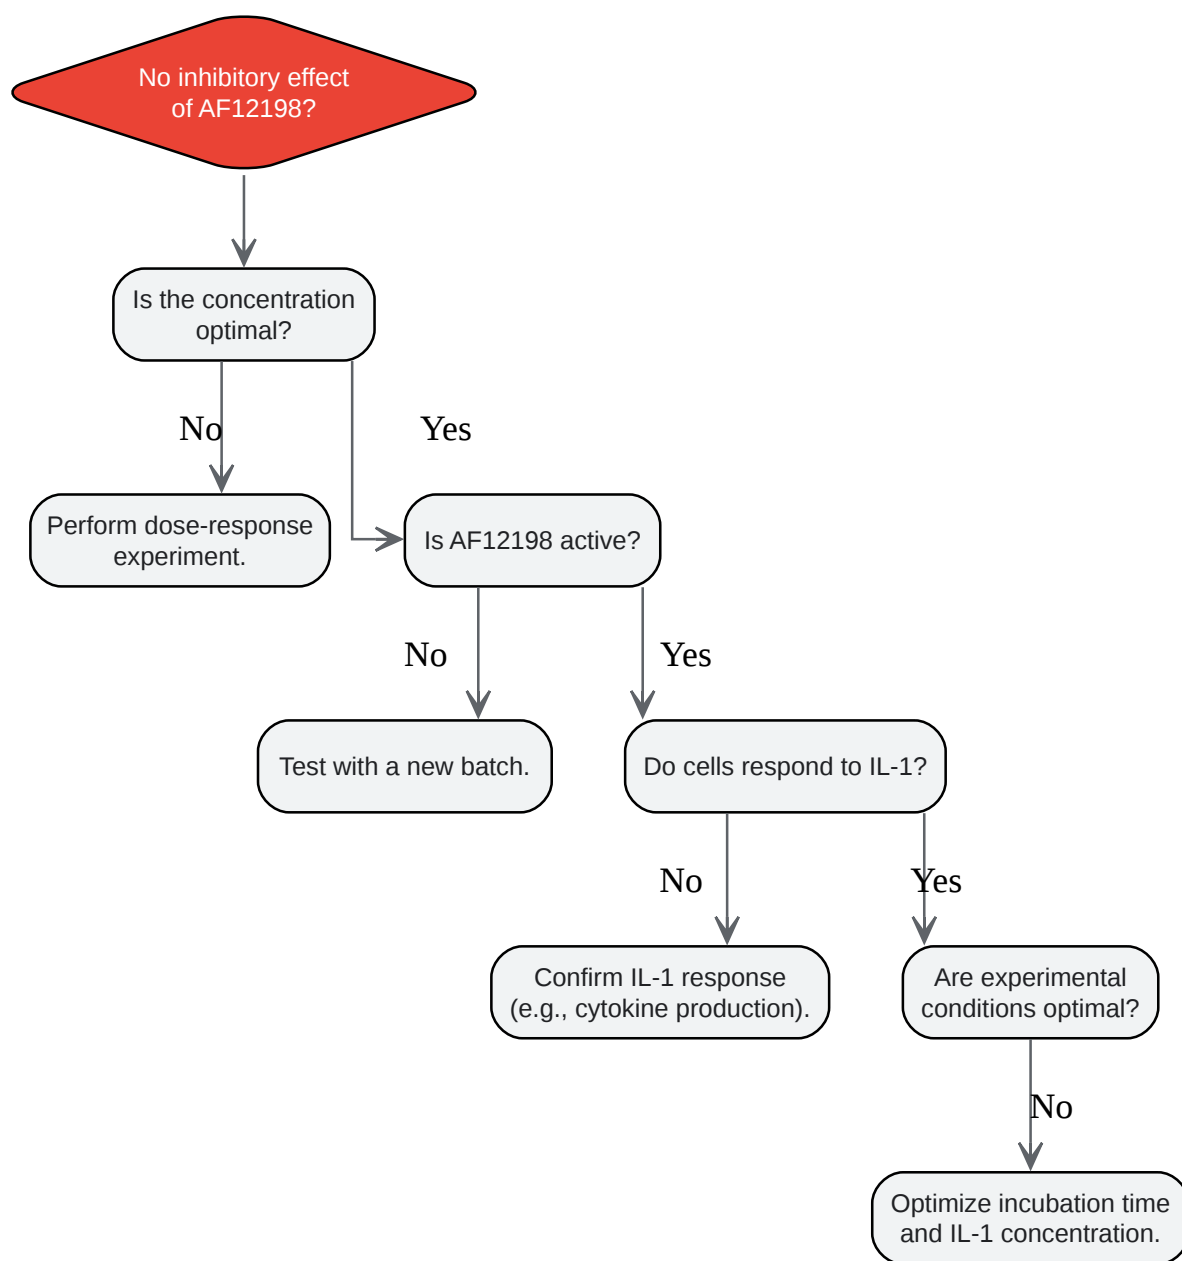 No inhibitory effect
of AF12198?
Is the concentration
optimal?
No
Yes
Perform dose-response
experiment.
Is AF12198 active?
No
Yes
Test with a new batch.
Do cells respond to IL-1?
No
Yes
Confirm IL-1 response
(e.g., cytokine production).
Are experimental
conditions optimal?
No
Optimize incubation time
and IL-1 concentration.